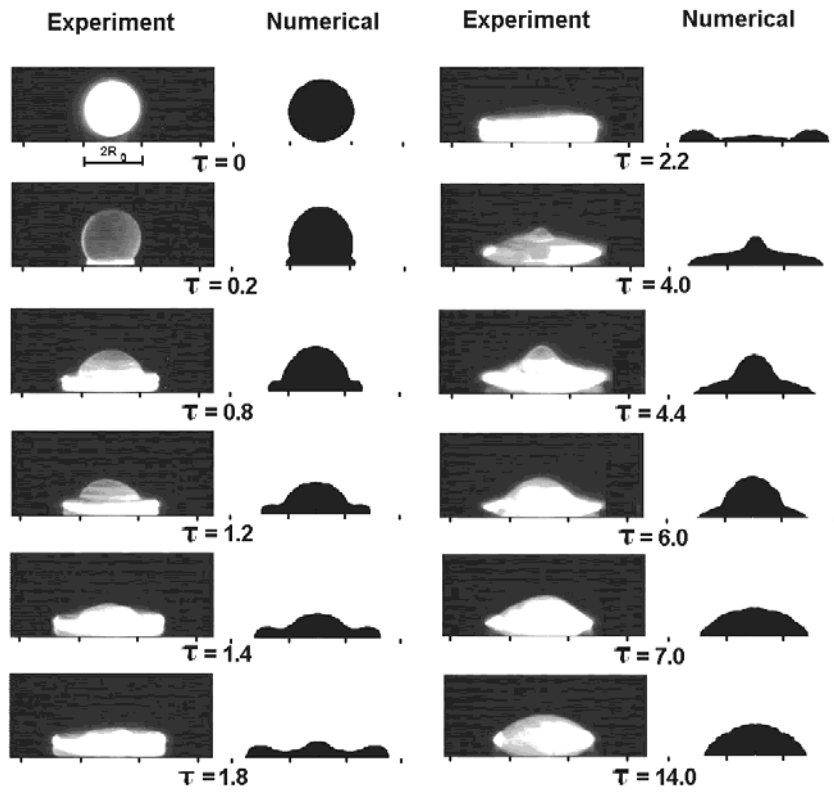 Experiment Numerical Experiment Numerical
2R0
τ = 0
τ = 2.2
τ = 0.2
τ = 4.0
τ = 0.8
τ = 4.4
τ = 1.2
τ = 6.0
τ = 1.4
τ = 7.0
τ = 1.8
τ = 14.0